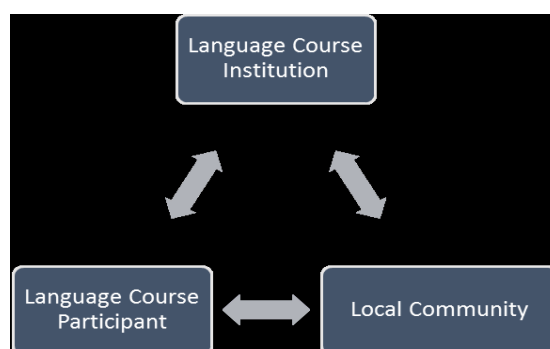 Language Course
Institution
Language Course
Participant
Local Community